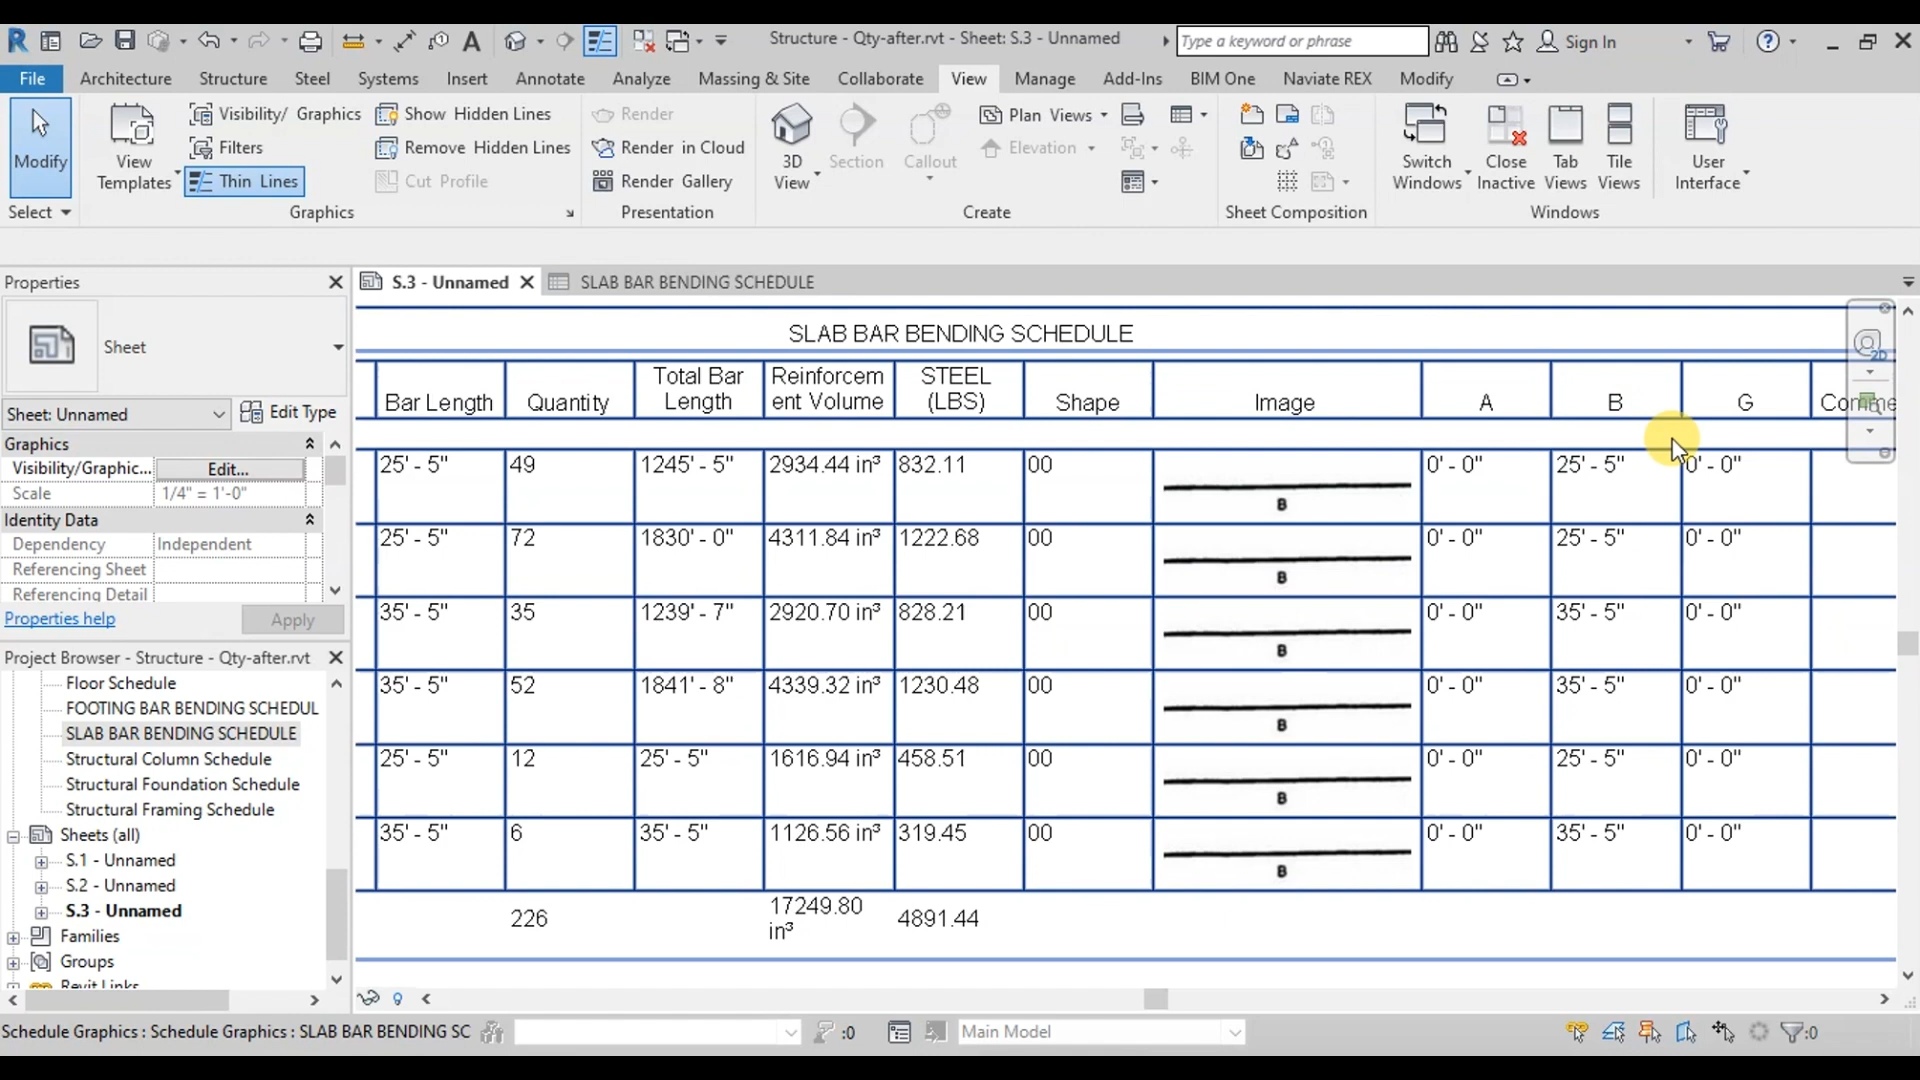 Structure - Qty-after.rvt - Sheet: S.3 - Unnamed
Type a keyword or phrase
Sign In
File Architecture Structure Steel Systems Insert Annotate Analyze Massing & Site Collaborate View Manage Add-Ins BIM One Naviate REX Modify
Modify
Select
View Templates
Visibility/ Graphics
Filters
Thin Lines
Show Hidden Lines
Remove Hidden Lines
Cut Profile
Graphics
Render
Render in Cloud
Render Gallery
Presentation
3D View
Section
Callout
Plan Views
Elevation
Create
Sheet Composition
Switch Windows
Close Inactive
Tab Views
Tile Views
User Interface
Windows
Properties
Sheet
Sheet: Unnamed
Edit Type
Graphics
Visibility/Graphic... Edit...
Scale 1/4" = 1'-0"
Identity Data
Dependency Independent
Referencing Sheet
Referencing Detail
Properties help
Apply
Project Browser - Structure - Qty-after.rvt
Floor Schedule
FOOTING BAR BENDING SCHEDUL
SLAB BAR BENDING SCHEDULE
Structural Column Schedule
Structural Foundation Schedule
Structural Framing Schedule
Sheets (all)
S.1 - Unnamed
S.2 - Unnamed
S.3 - Unnamed
Families
Groups
Revit Links
S.3 - Unnamed
SLAB BAR BENDING SCHEDULE
2D
SLAB BAR BENDING SCHEDULE
Bar Length Quantity Total Bar Length Reinforcem ent Volume STEEL (LBS) Shape Image A B G Comme
25' - 5" 49 1245' - 5" 2934.44 in³ 832.11 00 B 0' - 0" 25' - 5" 0' - 0"
25' - 5" 72 1830' - 0" 4311.84 in³ 1222.68 00 B 0' - 0" 25' - 5" 0' - 0"
35' - 5" 35 1239' - 7" 2920.70 in³ 828.21 00 B 0' - 0" 35' - 5" 0' - 0"
35' - 5" 52 1841' - 8" 4339.32 in³ 1230.48 00 B 0' - 0" 35' - 5" 0' - 0"
25' - 5" 12 25' - 5" 1616.94 in³ 458.51 00 B 0' - 0" 25' - 5" 0' - 0"
35' - 5" 6 35' - 5" 1126.56 in³ 319.45 00 B 0' - 0" 35' - 5" 0' - 0"
226 17249.80 in³ 4891.44
Schedule Graphics : Schedule Graphics : SLAB BAR BENDING SC
:0
Main Model
:0